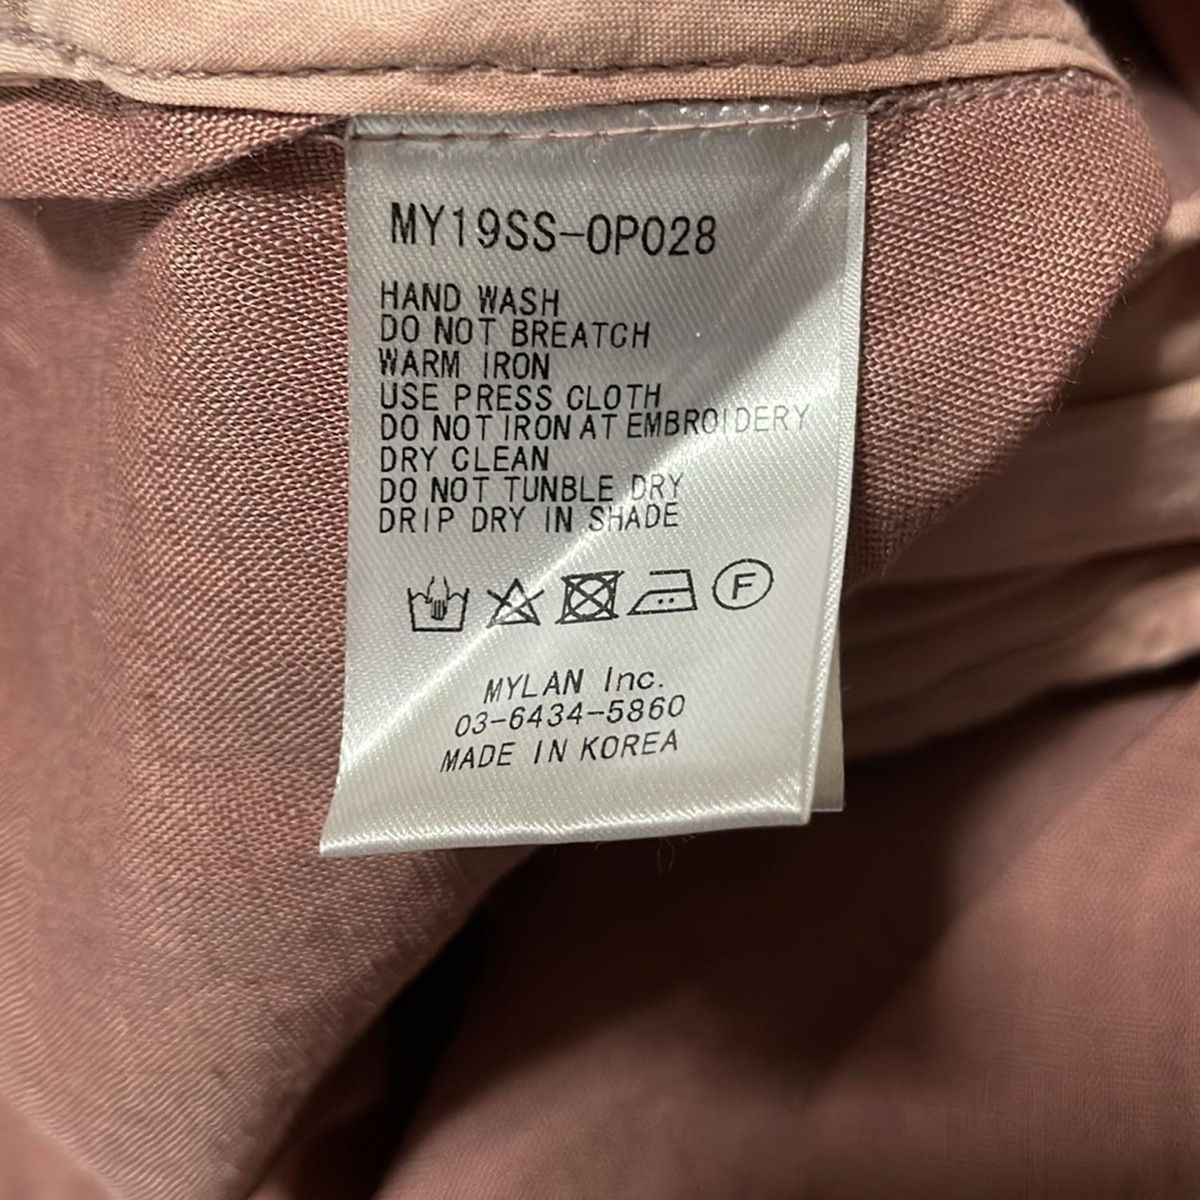 MY19SS-OP028
HAND WASH
DO NOT BREATCH
WARM IRON
USE PRESS CLOTH
DO NOT IRON AT EMBROIDERY
DRY CLEAN
DO NOT TUNBLE DRY
DRIP DRY IN SHADE
F
MYLAN Inc.
03-6434-5860
MADE IN KOREA